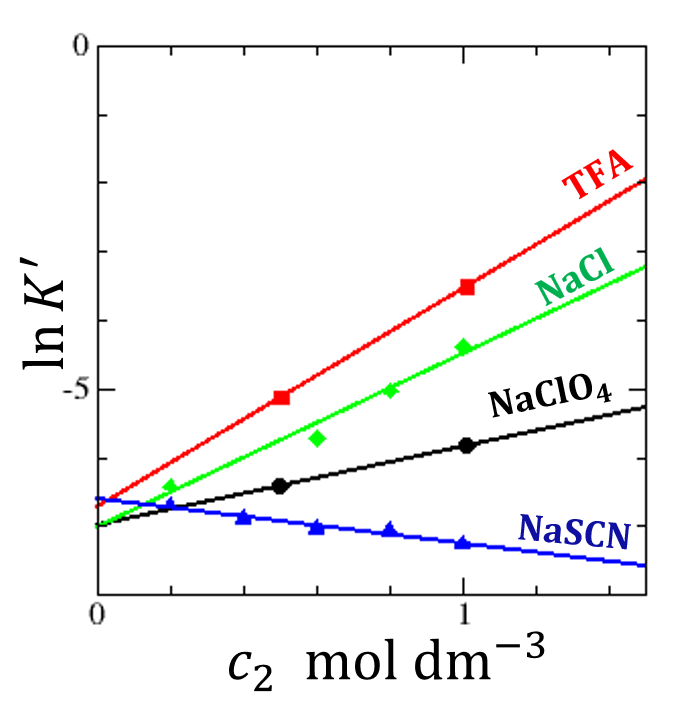 0
TFA
NaCl
ln K′
-5
NaClO₄
NaSCN
0 1
c₂ mol dm⁻³